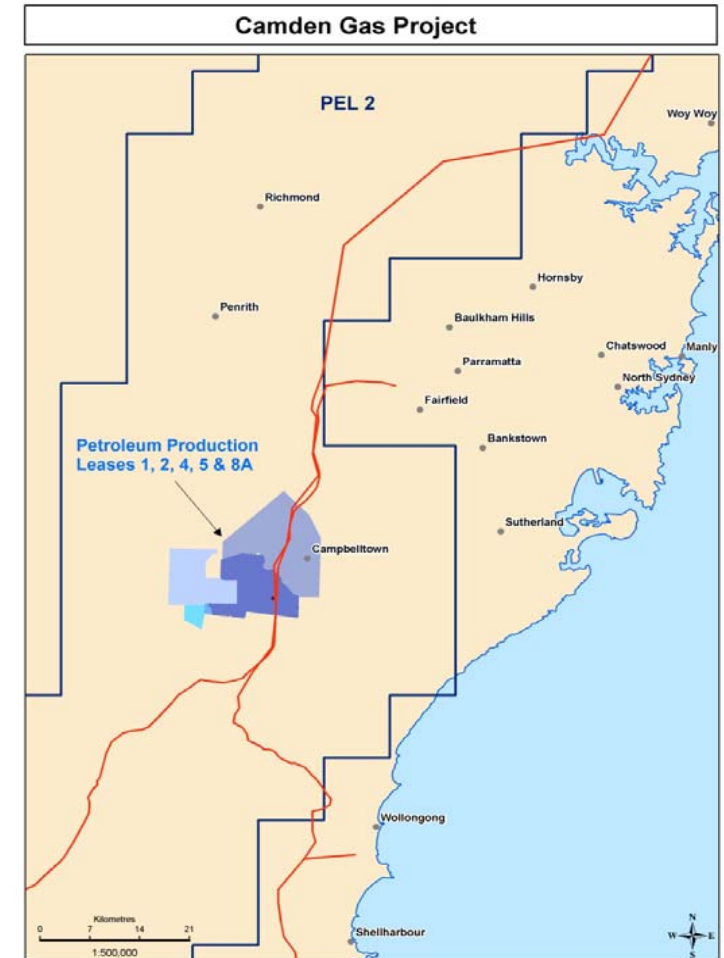 Camden Gas Project
PEL 2
Woy Woy
Richmond
Hornsby
Penrith
Baulkham Hills
Chatswood
Manly
Parramatta
North Sydney
Fairfield
Petroleum Production
Leases 1, 2, 4, 5 & 8A
Bankstown
Sutherland
Campbelltown
Wollongong
Shellharbour
Kilometres
0 7 14 21
1:500,000
N
W E
S